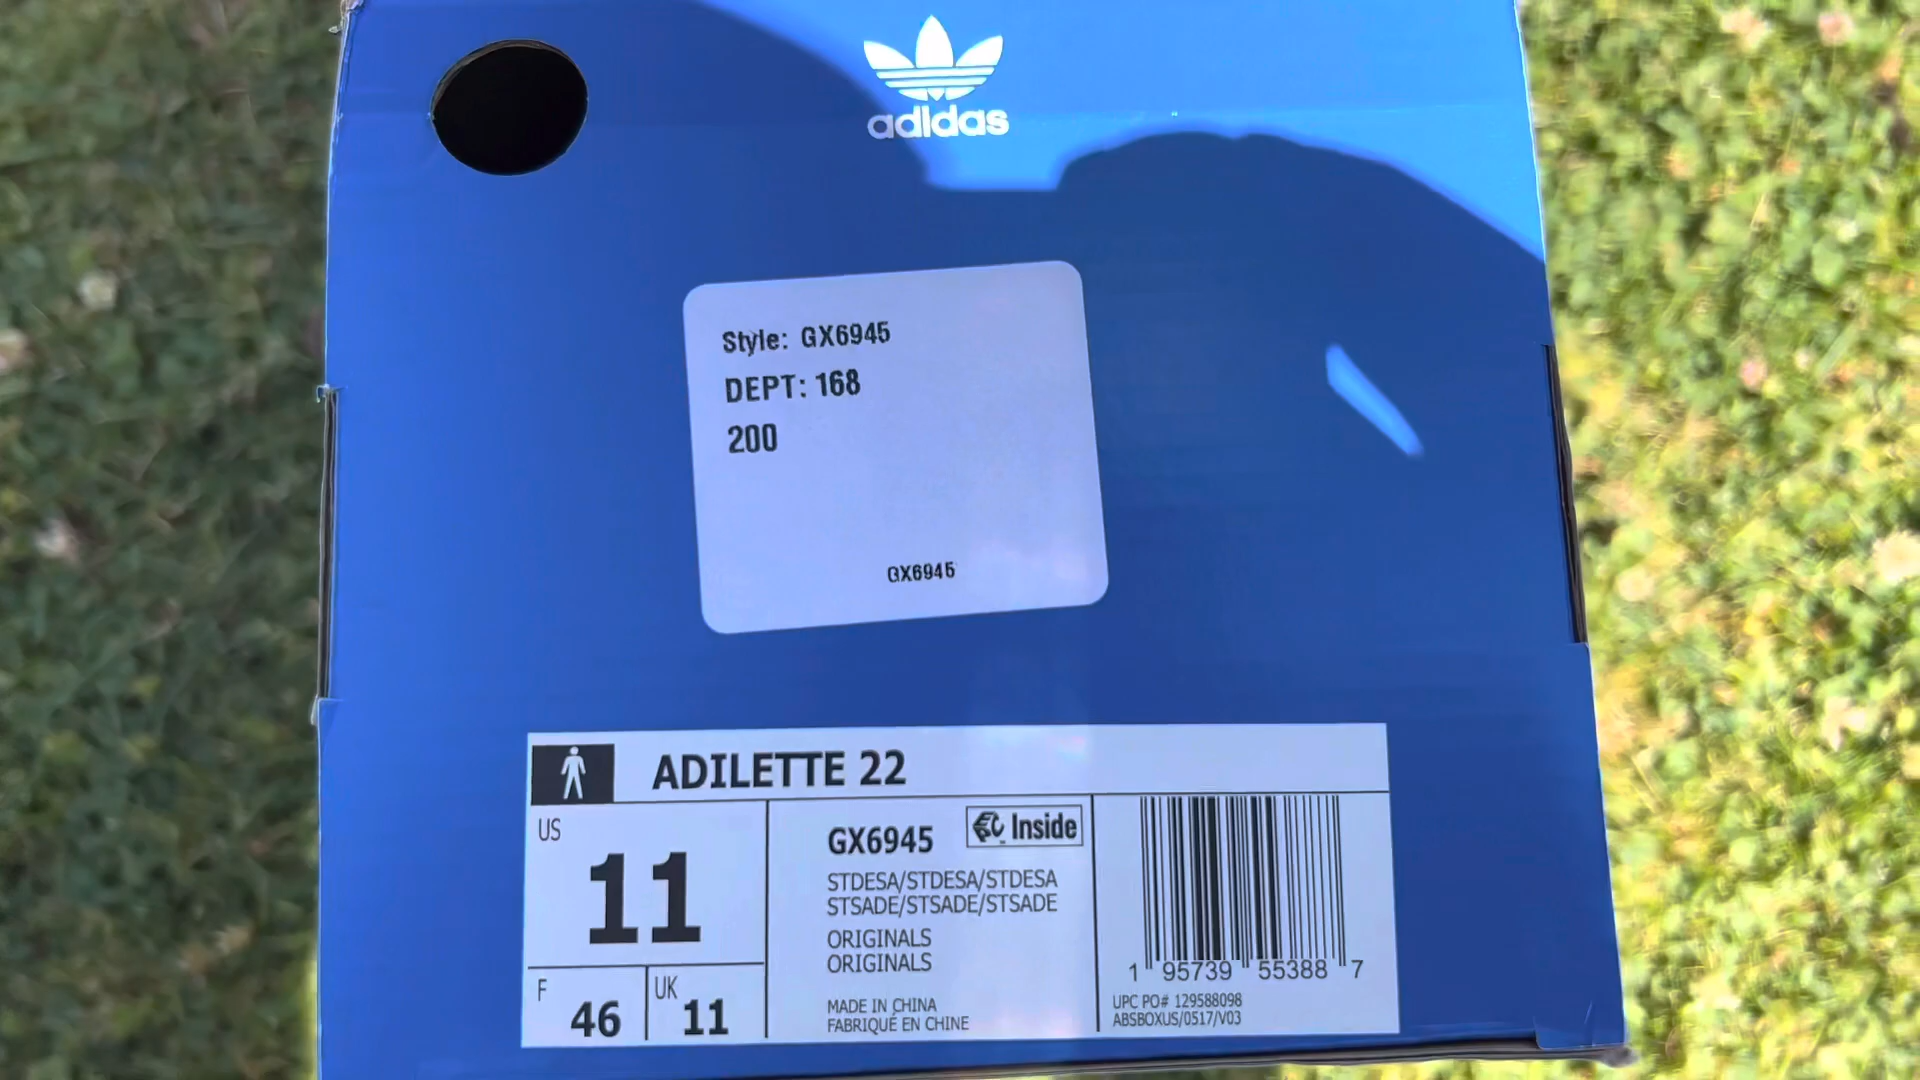 adidas
Style: GX6945
DEPT: 168
200
GX6945
ADILETTE 22
US
11
F
46
UK
11
GX6945
Inside
STDESA/STDESA/STDESA
STSADE/STSADE/STSADE
ORIGINALS
ORIGINALS
MADE IN CHINA
FABRIQUÉ EN CHINE
1 95739 55388 7
UPC PO# 129588098
ABSBOXUS/0517/V03